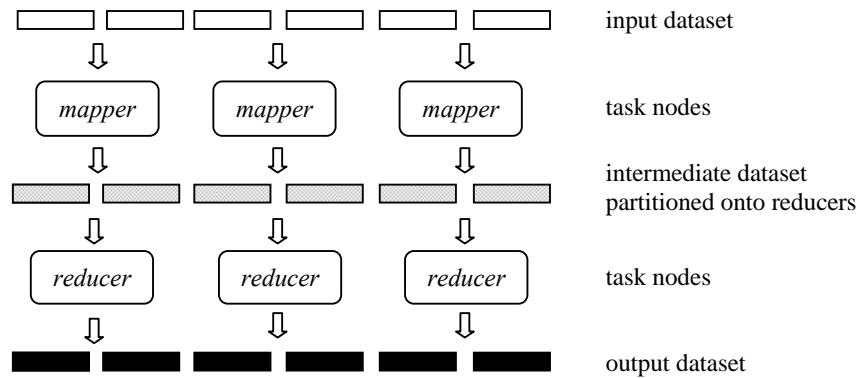 input dataset
mapper mapper mapper task nodes
intermediate dataset
partitioned onto reducers
reducer reducer reducer task nodes
output dataset